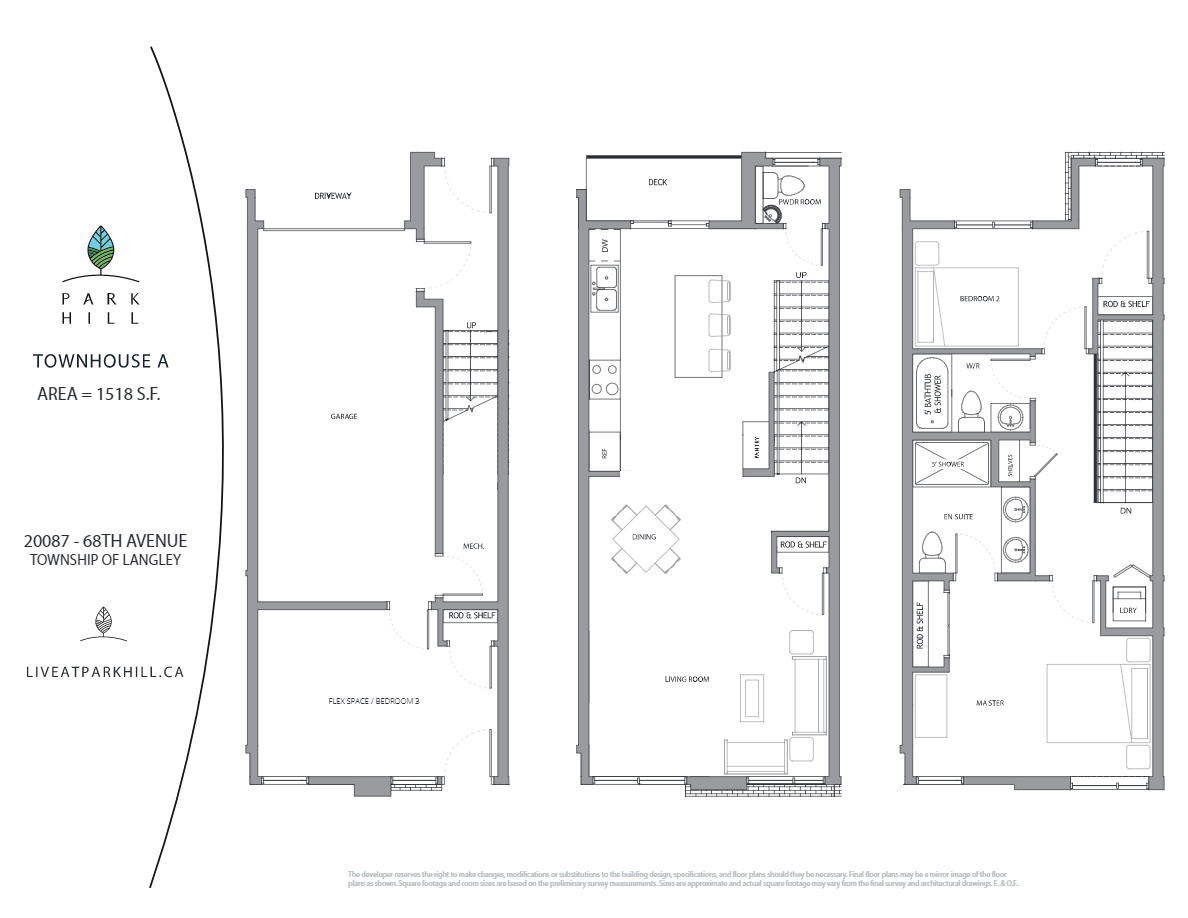 PARK
HILL
TOWNHOUSE A
AREA = 1518 S.F.
20087 - 68TH AVENUE
TOWNSHIP OF LANGLEY
LIVEATPARKHILL.CA
DRIVEWAY
UP
GARAGE
MECH.
ROD & SHELF
FLEX SPACE / BEDROOM 3
DECK
PWDR ROOM
DW
UP
PANTRY
REF
DN
DINING
ROD & SHELF
LIVING ROOM
BEDROOM 2
ROD & SHELF
W/R
5' BATHTUB
& SHOWER
5' SHOWER
SHELVES
DN
EN SUITE
LDRY
ROD & SHELF
MASTER
The developer reserves the right to make changes, modifications or substitutions to the building design, specifications, and floor plans should they be necessary. Final floor plans may be a mirror image of the floor
plans as shown. Square footage and room sizes are based on the preliminary survey measurements. Sizes are approximate and actual square footage may vary from the final survey and architectural drawings. E. & O.E.